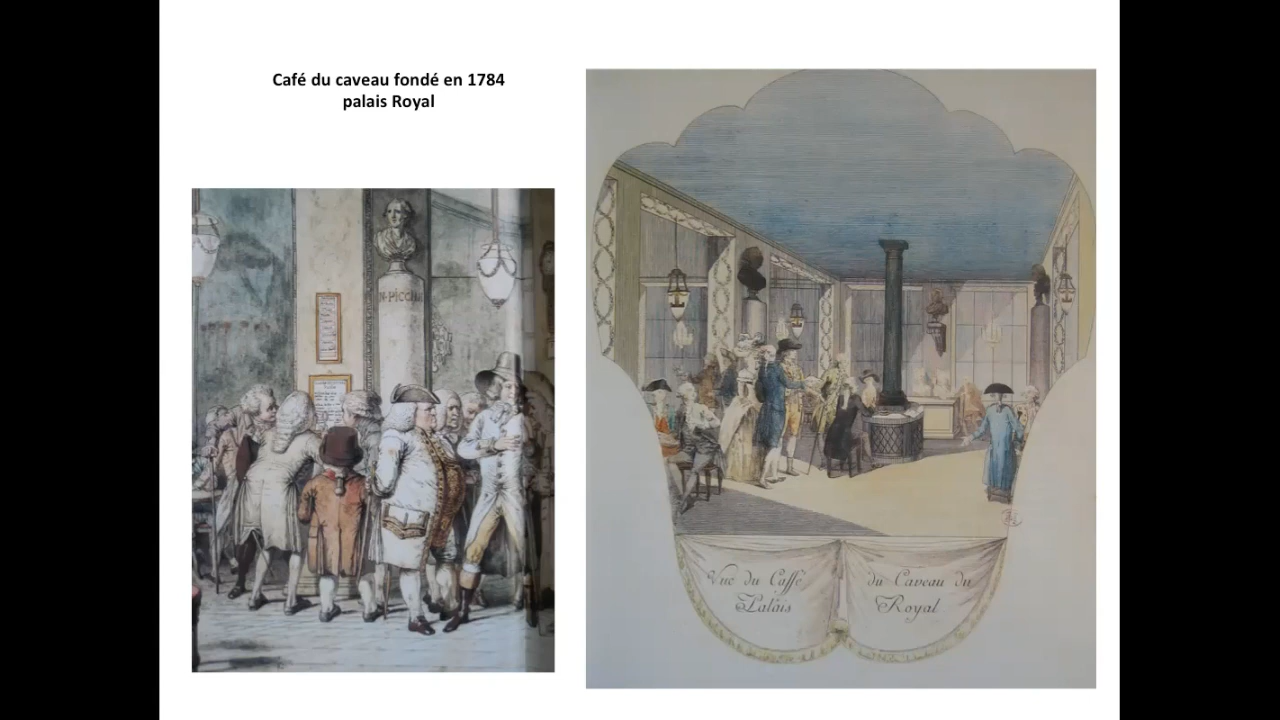 Café du caveau fondé en 1784
palais Royal
N. PICCINI
Vue du Caffé
Palais
du Caveau du
Royal